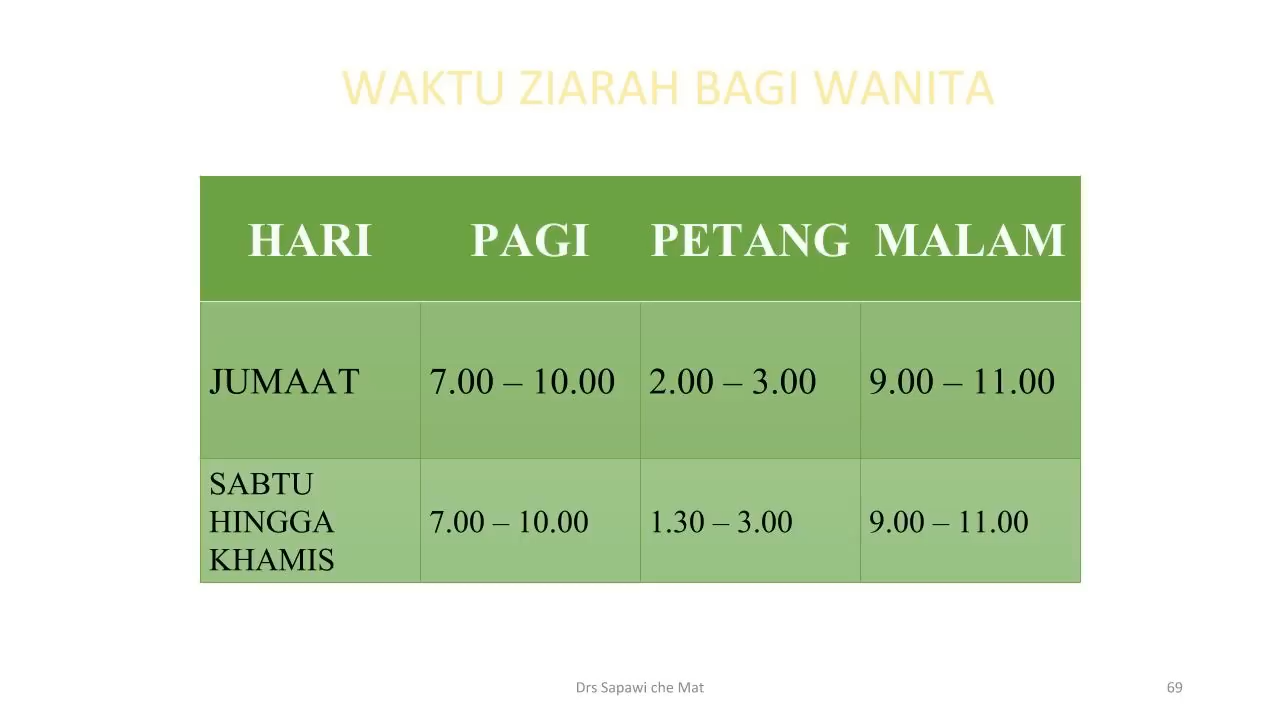 WAKTU ZIARAH BAGI WANITA
HARI PAGI PETANG MALAM
JUMAAT 7.00 – 10.00 2.00 – 3.00 9.00 – 11.00
SABTU
HINGGA 7.00 – 10.00 1.30 – 3.00 9.00 – 11.00
KHAMIS
Drs Sapawi che Mat 69